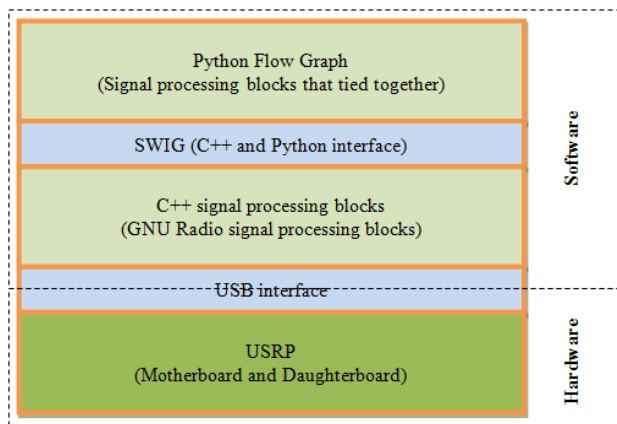 Python Flow Graph
(Signal processing blocks that tied together)
SWIG (C++ and Python interface)
C++ signal processing blocks
(GNU Radio signal processing blocks)
USB interface
USRP
(Motherboard and Daughterboard)
Software
Hardware